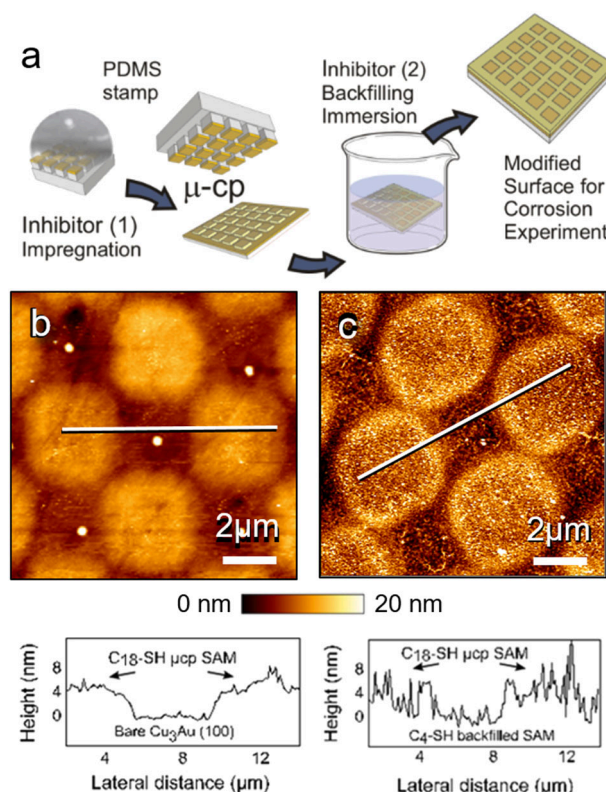 a
PDMS
stamp
Inhibitor (2)
Backfilling
Immersion
μ-cp
Inhibitor (1)
Impregnation
Modified
Surface for
Corrosion
Experiment
b
2μm
c
2μm
0 nm
20 nm
Height (nm)
8
4
0
C18-SH μcp SAM
Bare Cu3Au (100)
4
8
12
Lateral distance (μm)
Height (nm)
8
4
0
C18-SH μcp SAM
C4-SH backfilled SAM
4
8
12
Lateral distance (μm)